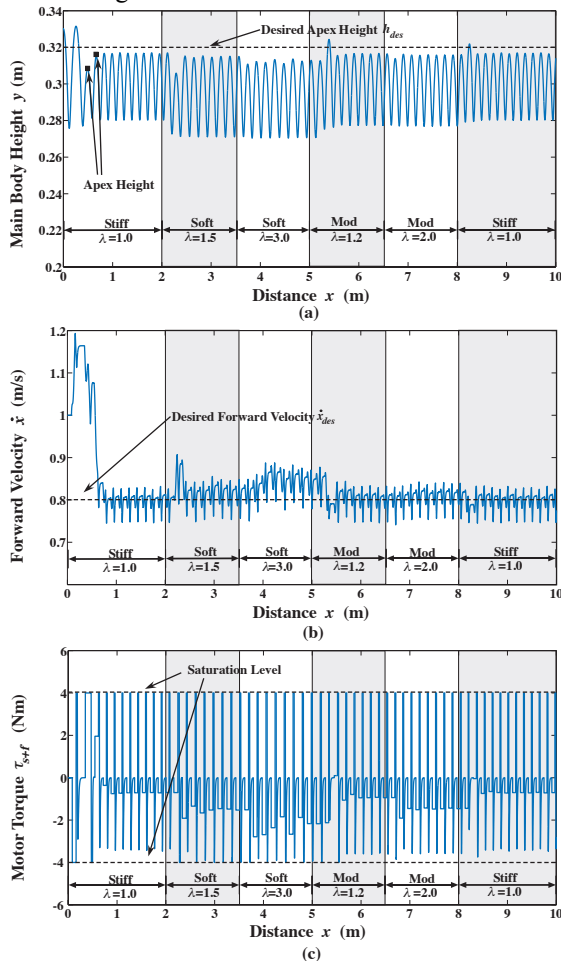 0.32
0.32
Desired Apex Height h_des
0.28
Apex Height
0.24
0.22
0.2
Main Body Height y (m)
Stiff Soft Soft Mod Mod Stiff
λ=1.0 λ=1.5 λ=3.0 λ=1.2 λ=2.0 λ=1.0
0 1 2 3 4 5 6 7 8 9 10
Distance x (m)
(a)
1.2
1.1
1
0.9
0.8
0.7
Forward Velocity ẋ (m/s)
Desired Forward Velocity ẋ_des
Stiff Soft Soft Mod Mod Stiff
λ=1.0 λ=1.5 λ=3.0 λ=1.2 λ=2.0 λ=1.0
0 1 2 3 4 5 6 7 8 9 10
Distance x (m)
(b)
6
4
2
0
-2
-4
-6
Motor Torque τ_s+f (Nm)
Saturation Level
Stiff Soft Soft Mod Mod Stiff
λ=1.0 λ=1.5 λ=3.0 λ=1.2 λ=2.0 λ=1.0
0 1 2 3 4 5 6 7 8 9 10
Distance x (m)
(c)